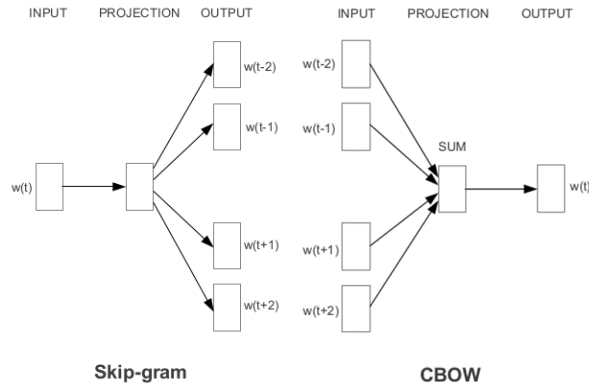 INPUT PROJECTION OUTPUT
w(t-2)
w(t-1)
w(t)
w(t+1)
w(t+2)
Skip-gram
INPUT PROJECTION OUTPUT
w(t-2)
w(t-1)
SUM
w(t)
w(t+1)
w(t+2)
CBOW